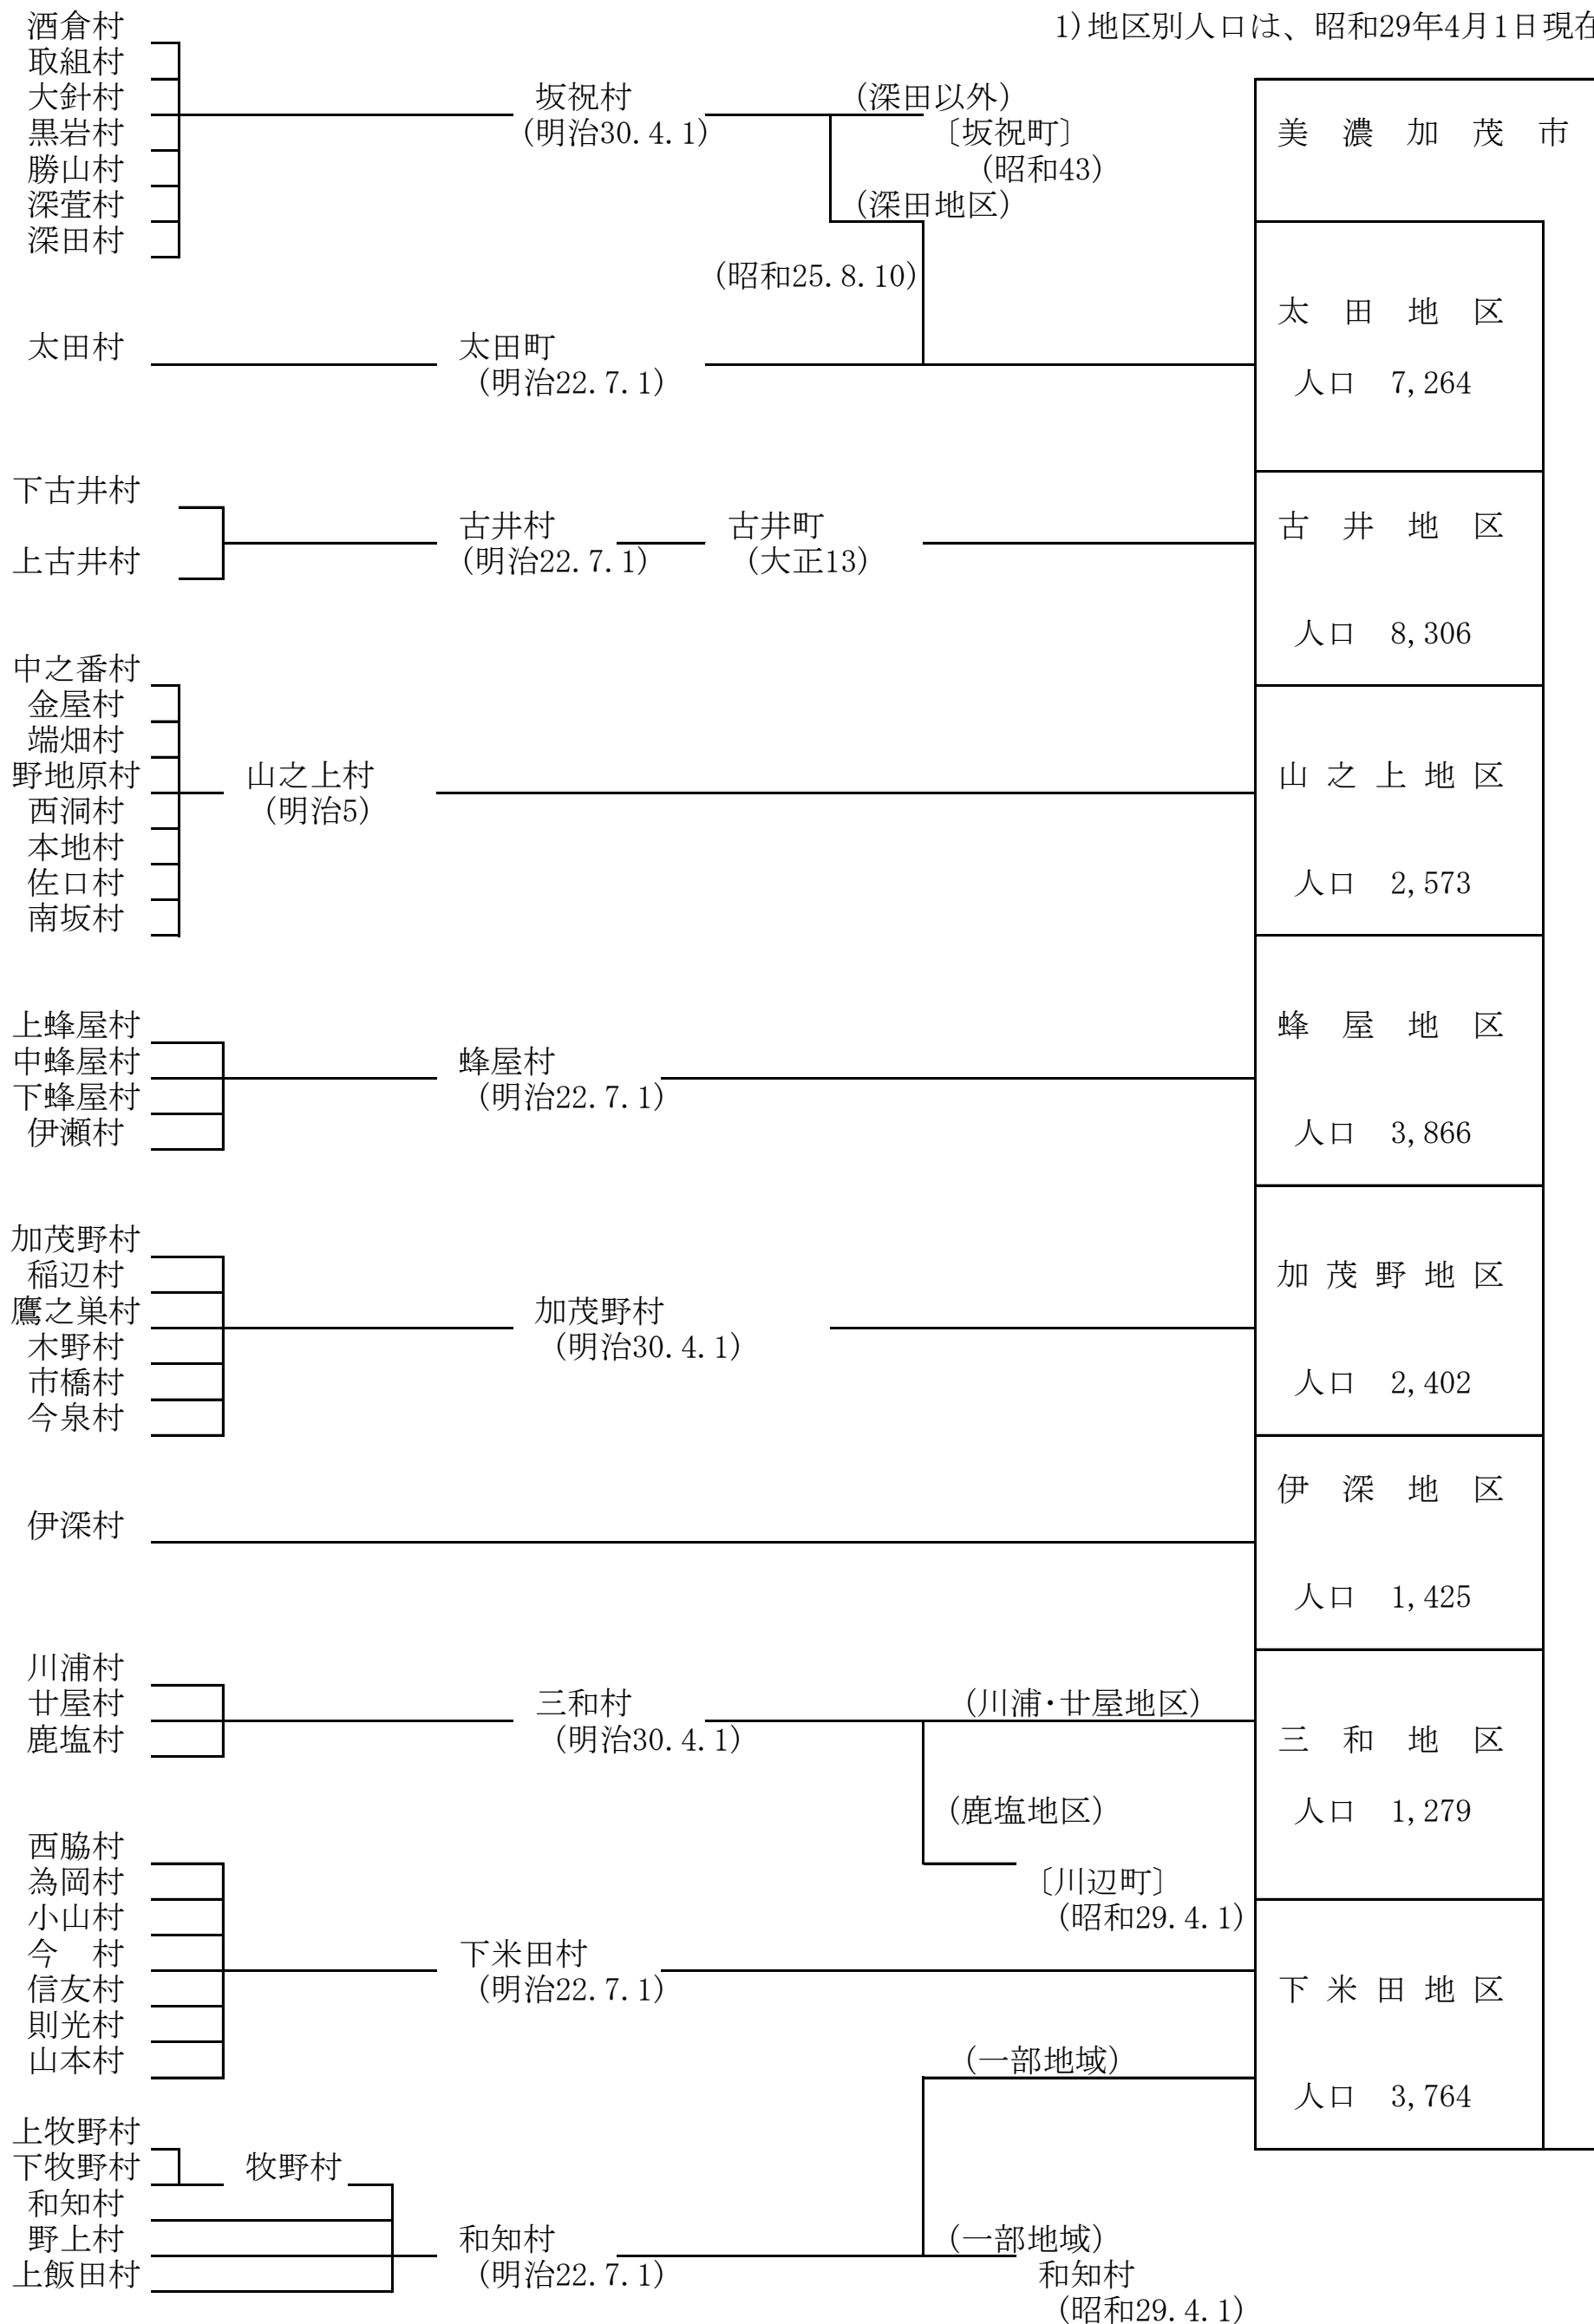 1)地区別人口は、昭和29年4月1日現在
酒倉村
取組村
大針村
黒岩村
勝山村
深萱村
深田村
坂祝村
(明治30.4.1)
(深田以外)
〔坂祝町〕
(昭和43)
(深田地区)
(昭和25.8.10)
美濃加茂市
太田村
太田町
(明治22.7.1)
太田地区
人口 7,264
下古井村
上古井村
古井村
(明治22.7.1)
古井町
(大正13)
古井地区
人口 8,306
中之番村
金屋村
端畑村
野地原村
西洞村
本地村
佐口村
南坂村
山之上村
(明治5)
山之上地区
人口 2,573
上蜂屋村
中蜂屋村
下蜂屋村
伊瀬村
蜂屋村
(明治22.7.1)
蜂屋地区
人口 3,866
加茂野村
稲辺村
鷹之巣村
木野村
市橋村
今泉村
加茂野村
(明治30.4.1)
加茂野地区
人口 2,402
伊深村
伊深地区
人口 1,425
川浦村
廿屋村
鹿塩村
三和村
(明治30.4.1)
(川浦・廿屋地区)
(鹿塩地区)
〔川辺町〕
(昭和29.4.1)
三和地区
人口 1,279
西脇村
為岡村
小山村
今 村
信友村
則光村
山本村
下米田村
(明治22.7.1)
(一部地域)
下米田地区
人口 3,764
上牧野村
下牧野村
和知村
野上村
上飯田村
牧野村
和知村
(明治22.7.1)
(一部地域)
和知村
(昭和29.4.1)